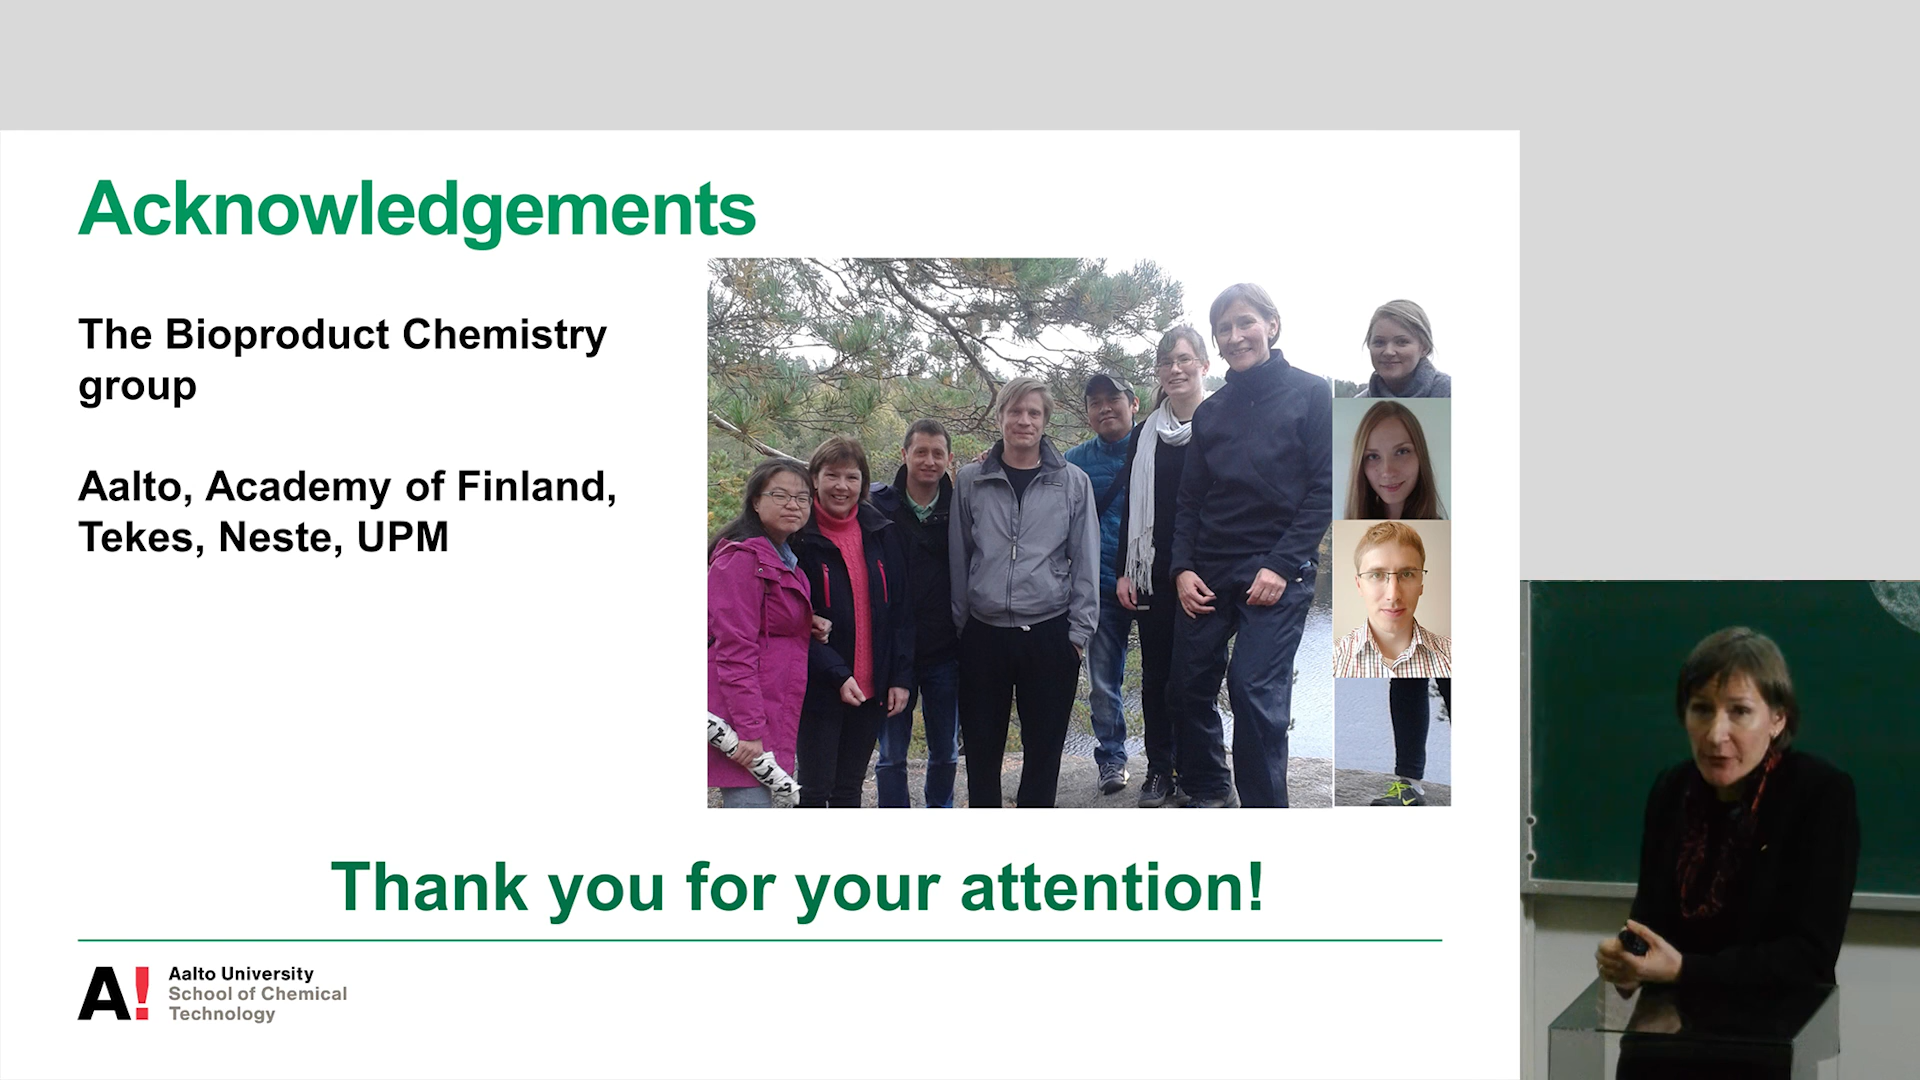 Acknowledgements
The Bioproduct Chemistry
group
Aalto, Academy of Finland,
Tekes, Neste, UPM
Thank you for your attention!
A!
Aalto University
School of Chemical
Technology